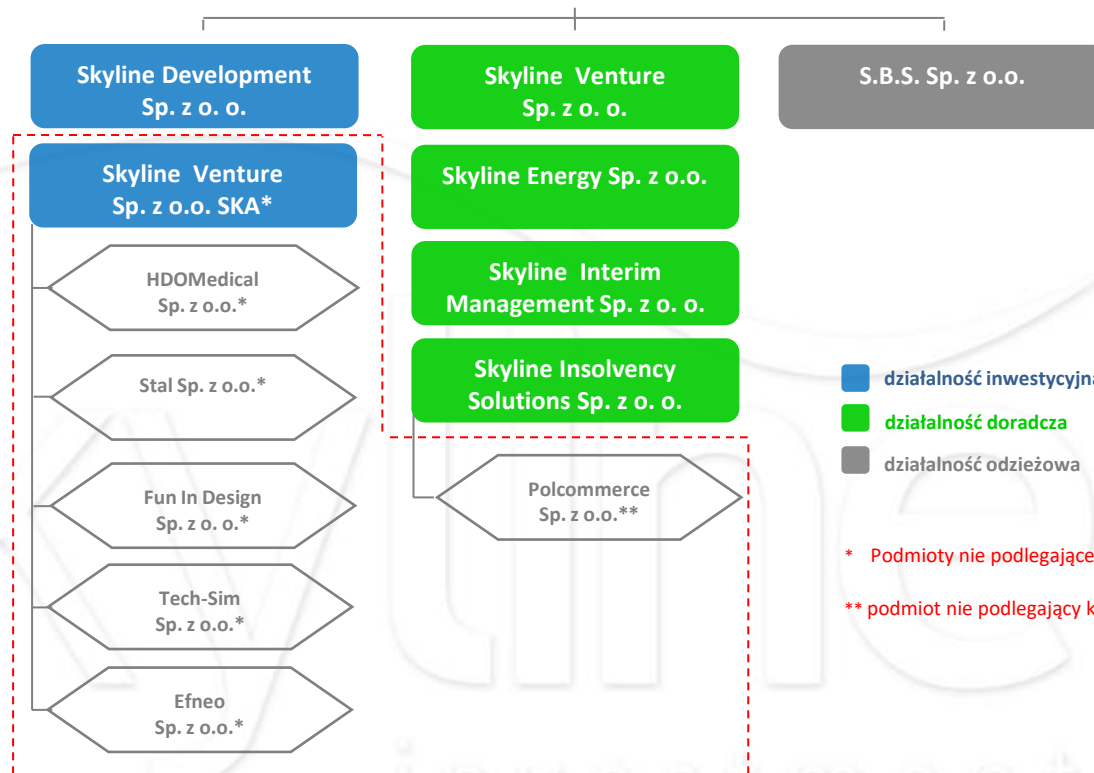 Skyline Development
Sp. z o. o.
Skyline Venture
Sp. z o. o.
S.B.S. Sp. z o.o.
Skyline Venture
Sp. z o.o. SKA*
Skyline Energy Sp. z o.o.
HDOMedical
Sp. z o.o.*
Skyline Interim
Management Sp. z o. o.
Stal Sp. z o.o.*
Skyline Insolvency
Solutions Sp. z o. o.
działalność inwestycyjna
działalność doradcza
działalność odzieżowa
Fun In Design
Sp. z o. o.*
Polcommerce
Sp. z o.o.**
* Podmioty nie podlegające
Tech-Sim
Sp. z o.o.*
** podmiot nie podlegający k
Efneo
Sp. z o.o.*